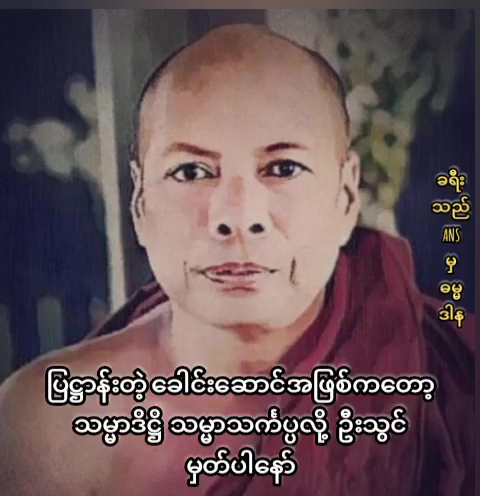 ခရီး
သည်
ANS
မှ
ဓမ္မ
ဒါန
ပြဋ္ဌာန်းတဲ့ ခေါင်းဆောင်အဖြစ်ကတော့
သမ္မာဒိဋ္ဌိ သမ္မာသင်္ကပ္ပလို့ ဦးသွင်
မှတ်ပါနော်